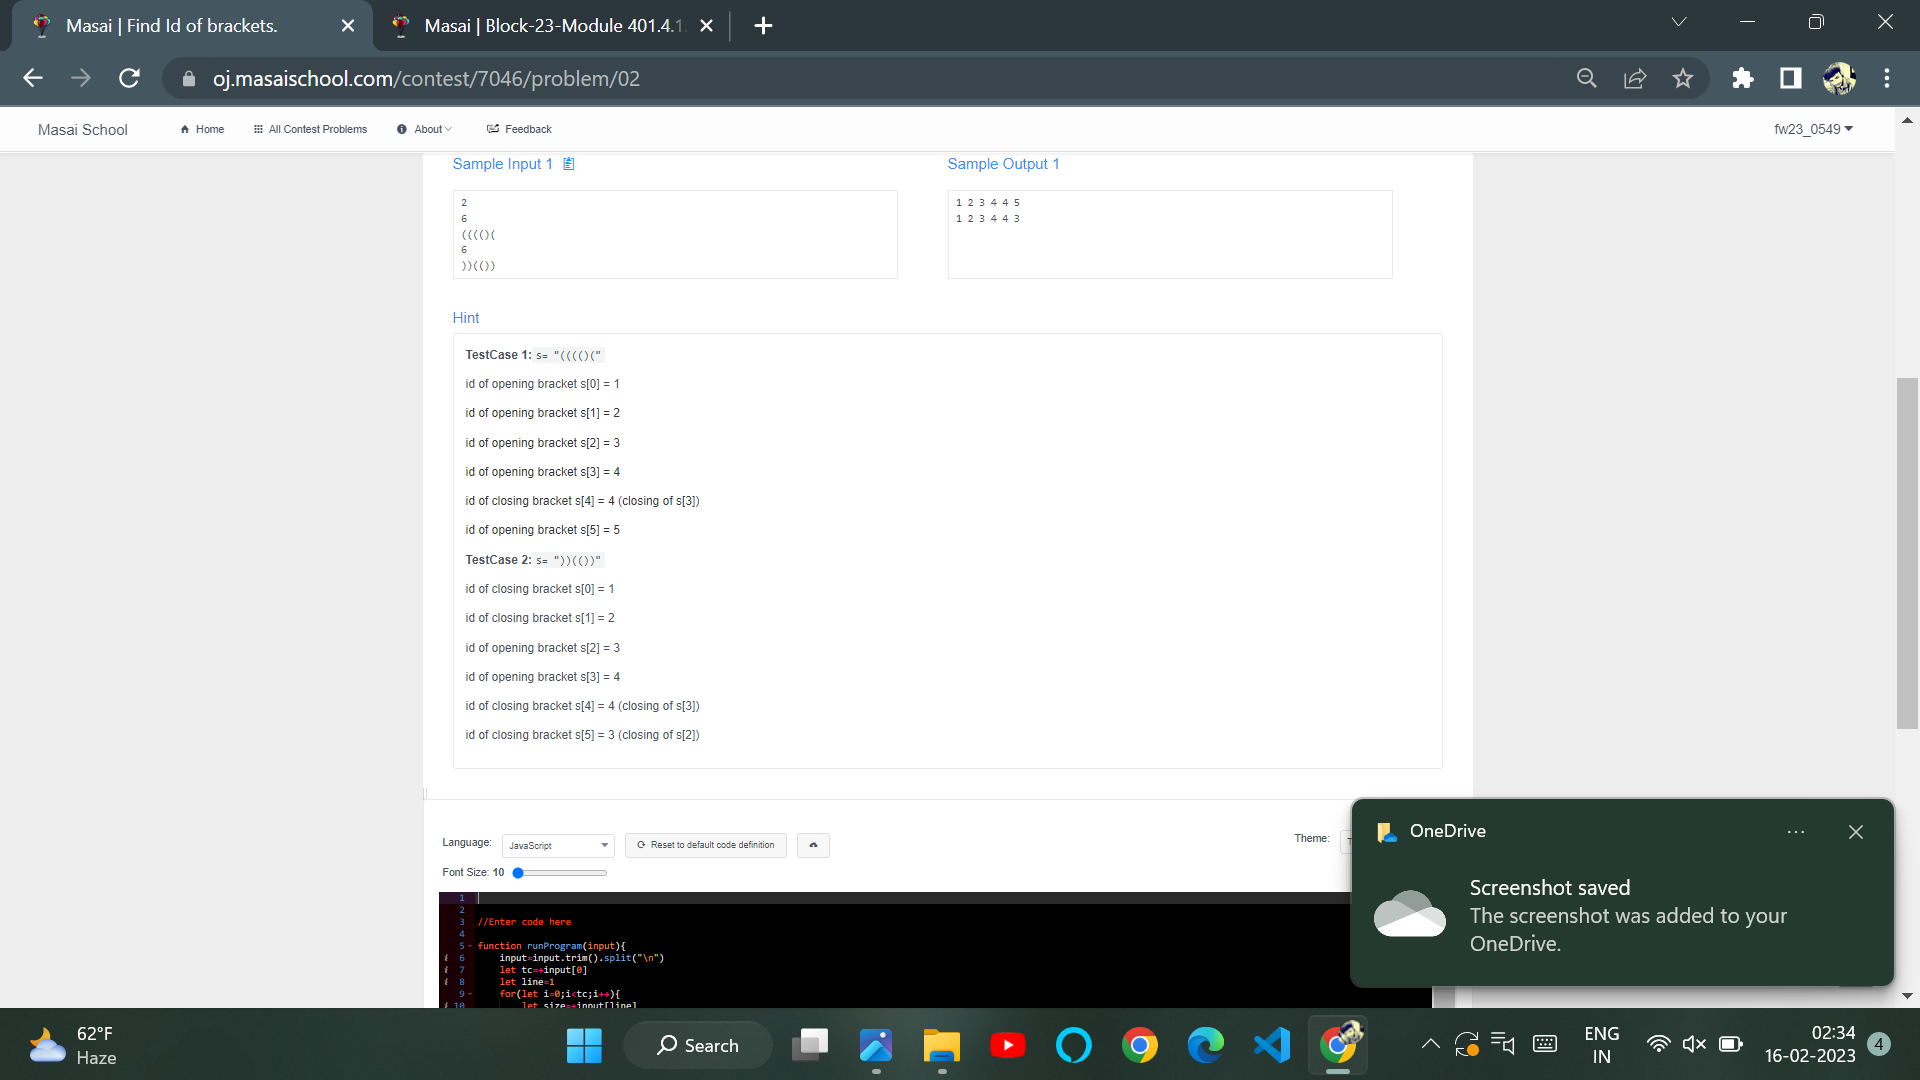 Masai | Find Id of brackets.
Masai | Block-23-Module 401.4.1
oj.masaischool.com/contest/7046/problem/02
Masai School
Home
All Contest Problems
About
Feedback
fw23_0549
Sample Input 1
Sample Output 1
2
6
(((()(
6
))(())
1 2 3 4 4 5
1 2 3 4 4 3
Hint
TestCase 1: s= "(((()("
id of opening bracket s[0] = 1
id of opening bracket s[1] = 2
id of opening bracket s[2] = 3
id of opening bracket s[3] = 4
id of closing bracket s[4] = 4 (closing of s[3])
id of opening bracket s[5] = 5
TestCase 2: s= "))(())"
id of closing bracket s[0] = 1
id of closing bracket s[1] = 2
id of opening bracket s[2] = 3
id of opening bracket s[3] = 4
id of closing bracket s[4] = 4 (closing of s[3])
id of closing bracket s[5] = 3 (closing of s[2])
Language: JavaScript
Reset to default code definition
Theme:
Font Size: 10
1
2
3 //Enter code here
4
5 function runProgram(input){
6 input=input.trim().split("\n")
7 let tc=+input[0]
8 let line=1
9 for(let i=0;i<tc;i++){
10 let size=+input[line]
OneDrive
Screenshot saved
The screenshot was added to your
OneDrive.
62°F
Haze
Search
ENG
IN
02:34
16-02-2023
4